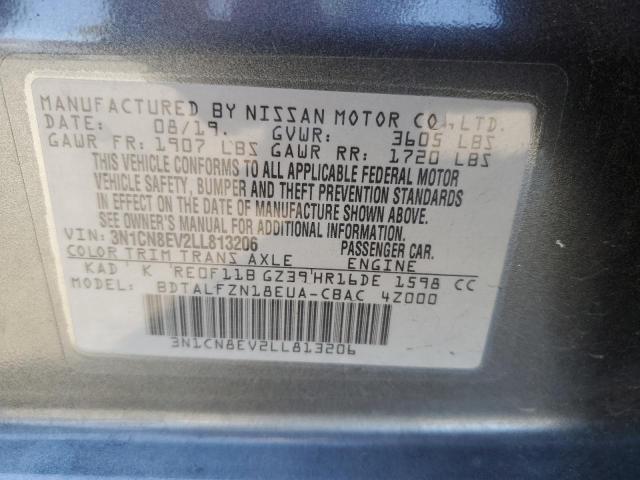 MANUFACTURED BY NISSAN MOTOR CO.,LTD.
DATE: 08/19. GVWR: 3605 LBS
GAWR FR: 1907 LBS GAWR RR: 1720 LBS
THIS VEHICLE CONFORMS TO ALL APPLICABLE FEDERAL MOTOR
VEHICLE SAFETY, BUMPER AND THEFT PREVENTION STANDARDS
IN EFFECT ON THE DATE OF MANUFACTURE SHOWN ABOVE.
SEE OWNER'S MANUAL FOR ADDITIONAL INFORMATION.
VIN: 3N1CN8EV2LL813206 PASSENGER CAR.
COLOR TRIM TRANS AXLE ENGINE
KAD K RE0F11B GZ39 HR16DE 1598 CC
MODEL: BDTALFZN18EUA-CBAC 4Z000
3N1CN8EV2LL813206